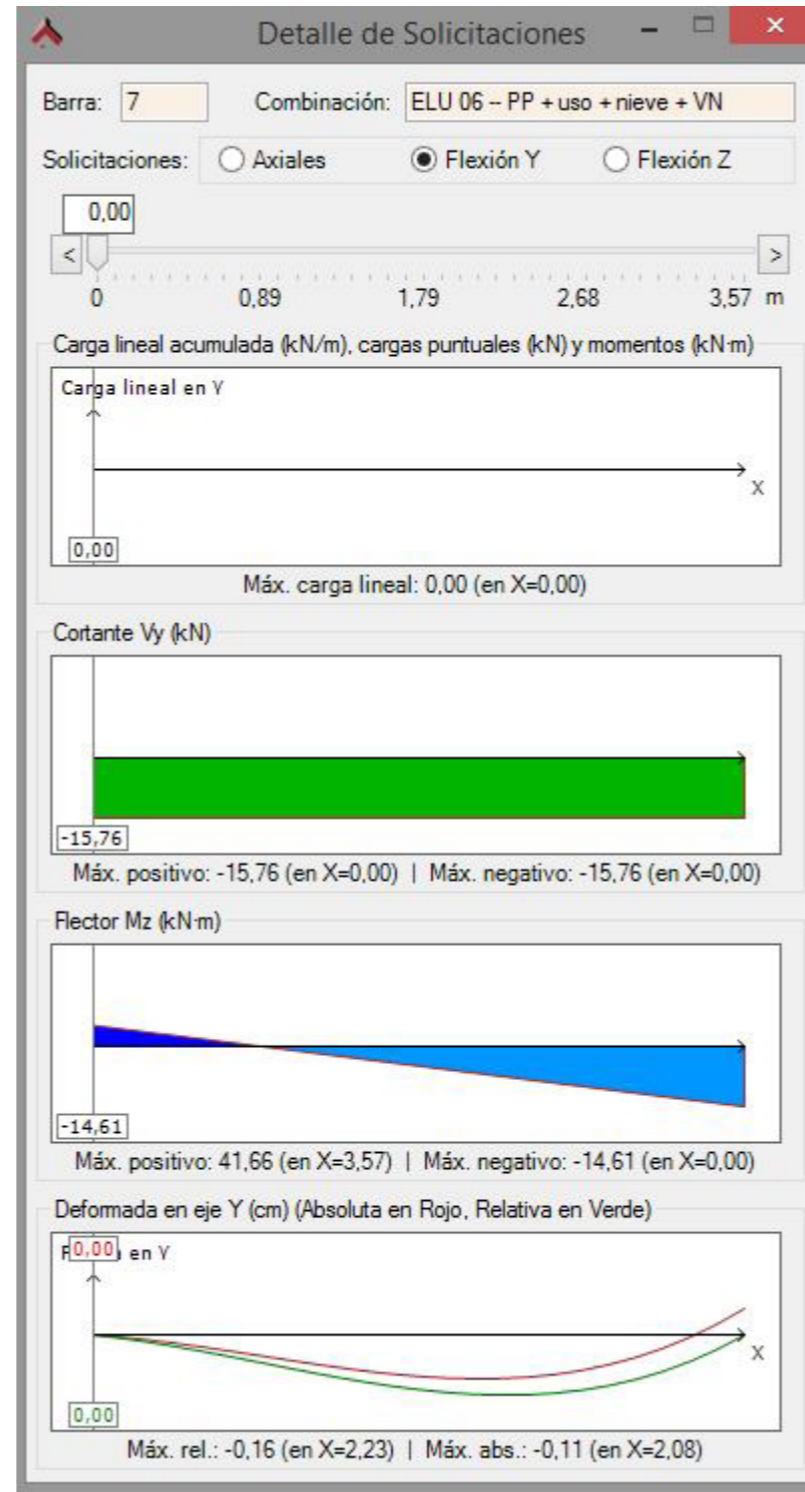 Detalle de Solicitaciones
Barra: 7 Combinación: ELU 06 -- PP + uso + nieve + VN
Solicitaciones: Axiales Flexión Y Flexión Z
0,00
< >
0 0,89 1,79 2,68 3,57 m
Carga lineal acumulada (kN/m), cargas puntuales (kN) y momentos (kN·m)
Carga lineal en Y
X
0,00
Máx. carga lineal: 0,00 (en X=0,00)
Cortante Vy (kN)
-15,76
Máx. positivo: -15,76 (en X=0,00) | Máx. negativo: -15,76 (en X=0,00)
Flector Mz (kN·m)
-14,61
Máx. positivo: 41,66 (en X=3,57) | Máx. negativo: -14,61 (en X=0,00)
Deformada en eje Y (cm) (Absoluta en Rojo, Relativa en Verde)
0,00 en Y
X
0,00
Máx. rel.: -0,16 (en X=2,23) | Máx. abs.: -0,11 (en X=2,08)